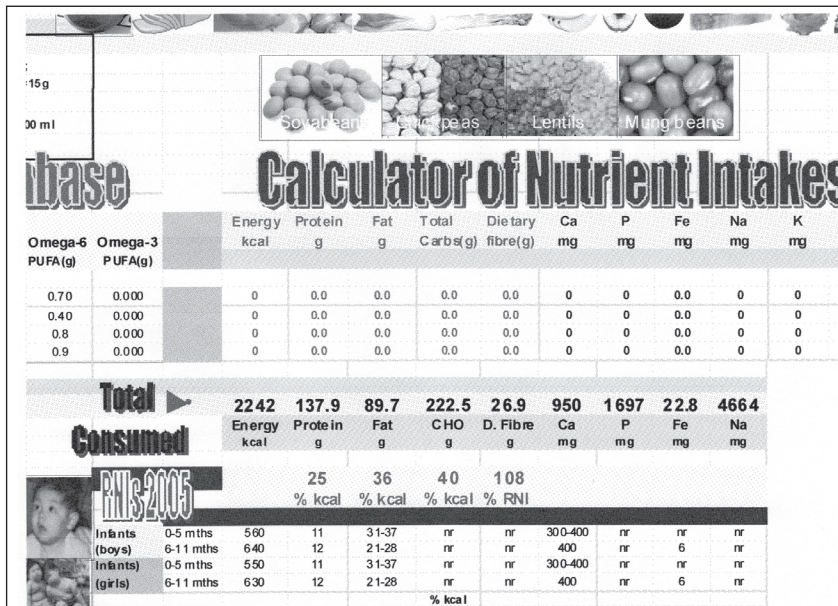 =15 g
00 ml
Soyabeans Chickpeas Lentils Mung beans
abase Calculator of Nutrient Intakes
Energy Protein Fat Total Dietary Ca P Fe Na K
Omega-6 Omega-3 kcal g g Carbs(g) fibre(g) mg mg mg mg mg
PUFA(g) PUFA(g)
0.70 0.000 0 0.0 0.0 0.0 0.0 0 0 0.0 0 0
0.40 0.000 0 0.0 0.0 0.0 0.0 0 0 0.0 0 0
0.8 0.000 0 0.0 0.0 0.0 0.0 0 0 0.0 0 0
0.9 0.000 0 0.0 0.0 0.0 0.0 0 0 0.0 0 0
Total 2242 137.9 89.7 222.5 26.9 950 1697 22.8 4664
Energy Protein Fat CHO D. Fibre Ca P Fe Na
Consumed kcal g g g g mg mg mg mg
25 36 40 108
RNIs 2005 % kcal % kcal % kcal % RNI
Infants 0-5 mths 560 11 31-37 nr nr 300-400 nr nr nr
(boys) 6-11 mths 640 12 21-28 nr nr 400 nr 6 nr
Infants) 0-5 mths 550 11 31-37 nr nr 300-400 nr nr nr
(girls) 6-11 mths 630 12 21-28 nr nr 400 nr 6 nr
% kcal